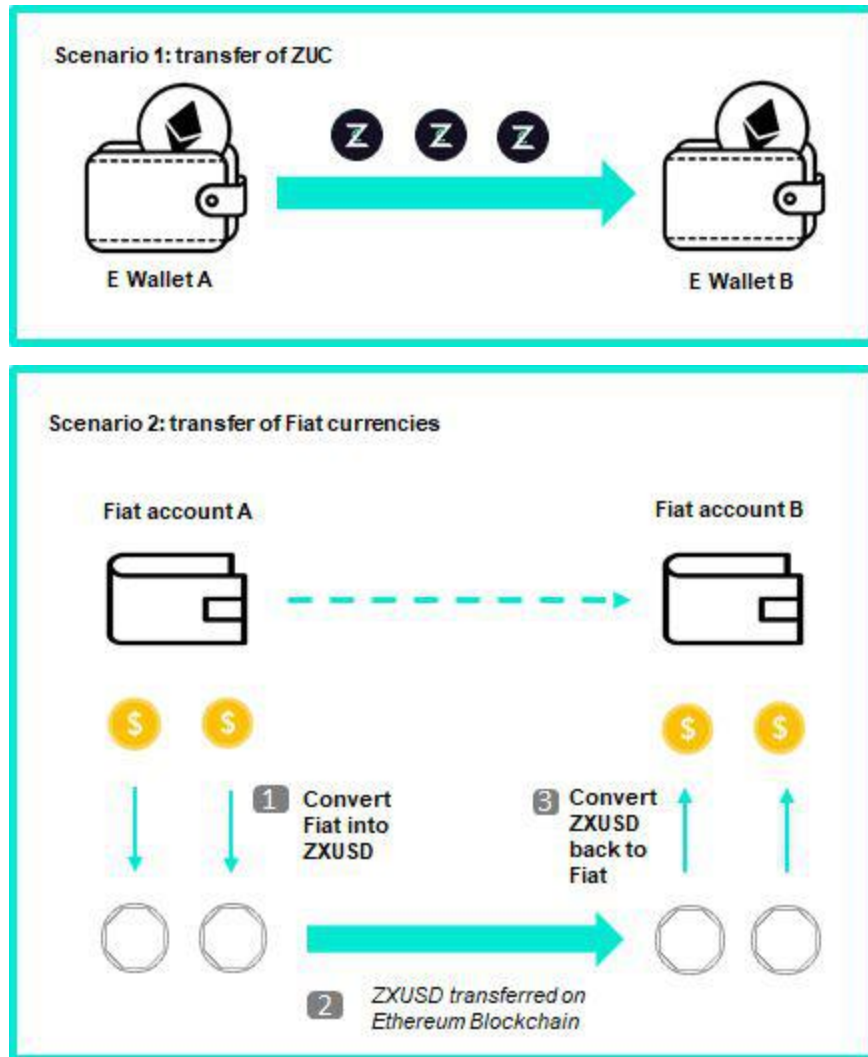 Scenario 1: transfer of ZUC
Z Z Z
E Wallet A
E Wallet B
Scenario 2: transfer of Fiat currencies
Fiat account A
Fiat account B
$ $
$ $
1 Convert
Fiat into
ZXUSD
3 Convert
ZXUSD
back to
Fiat
2 ZXUSD transferred on
Ethereum Blockchain